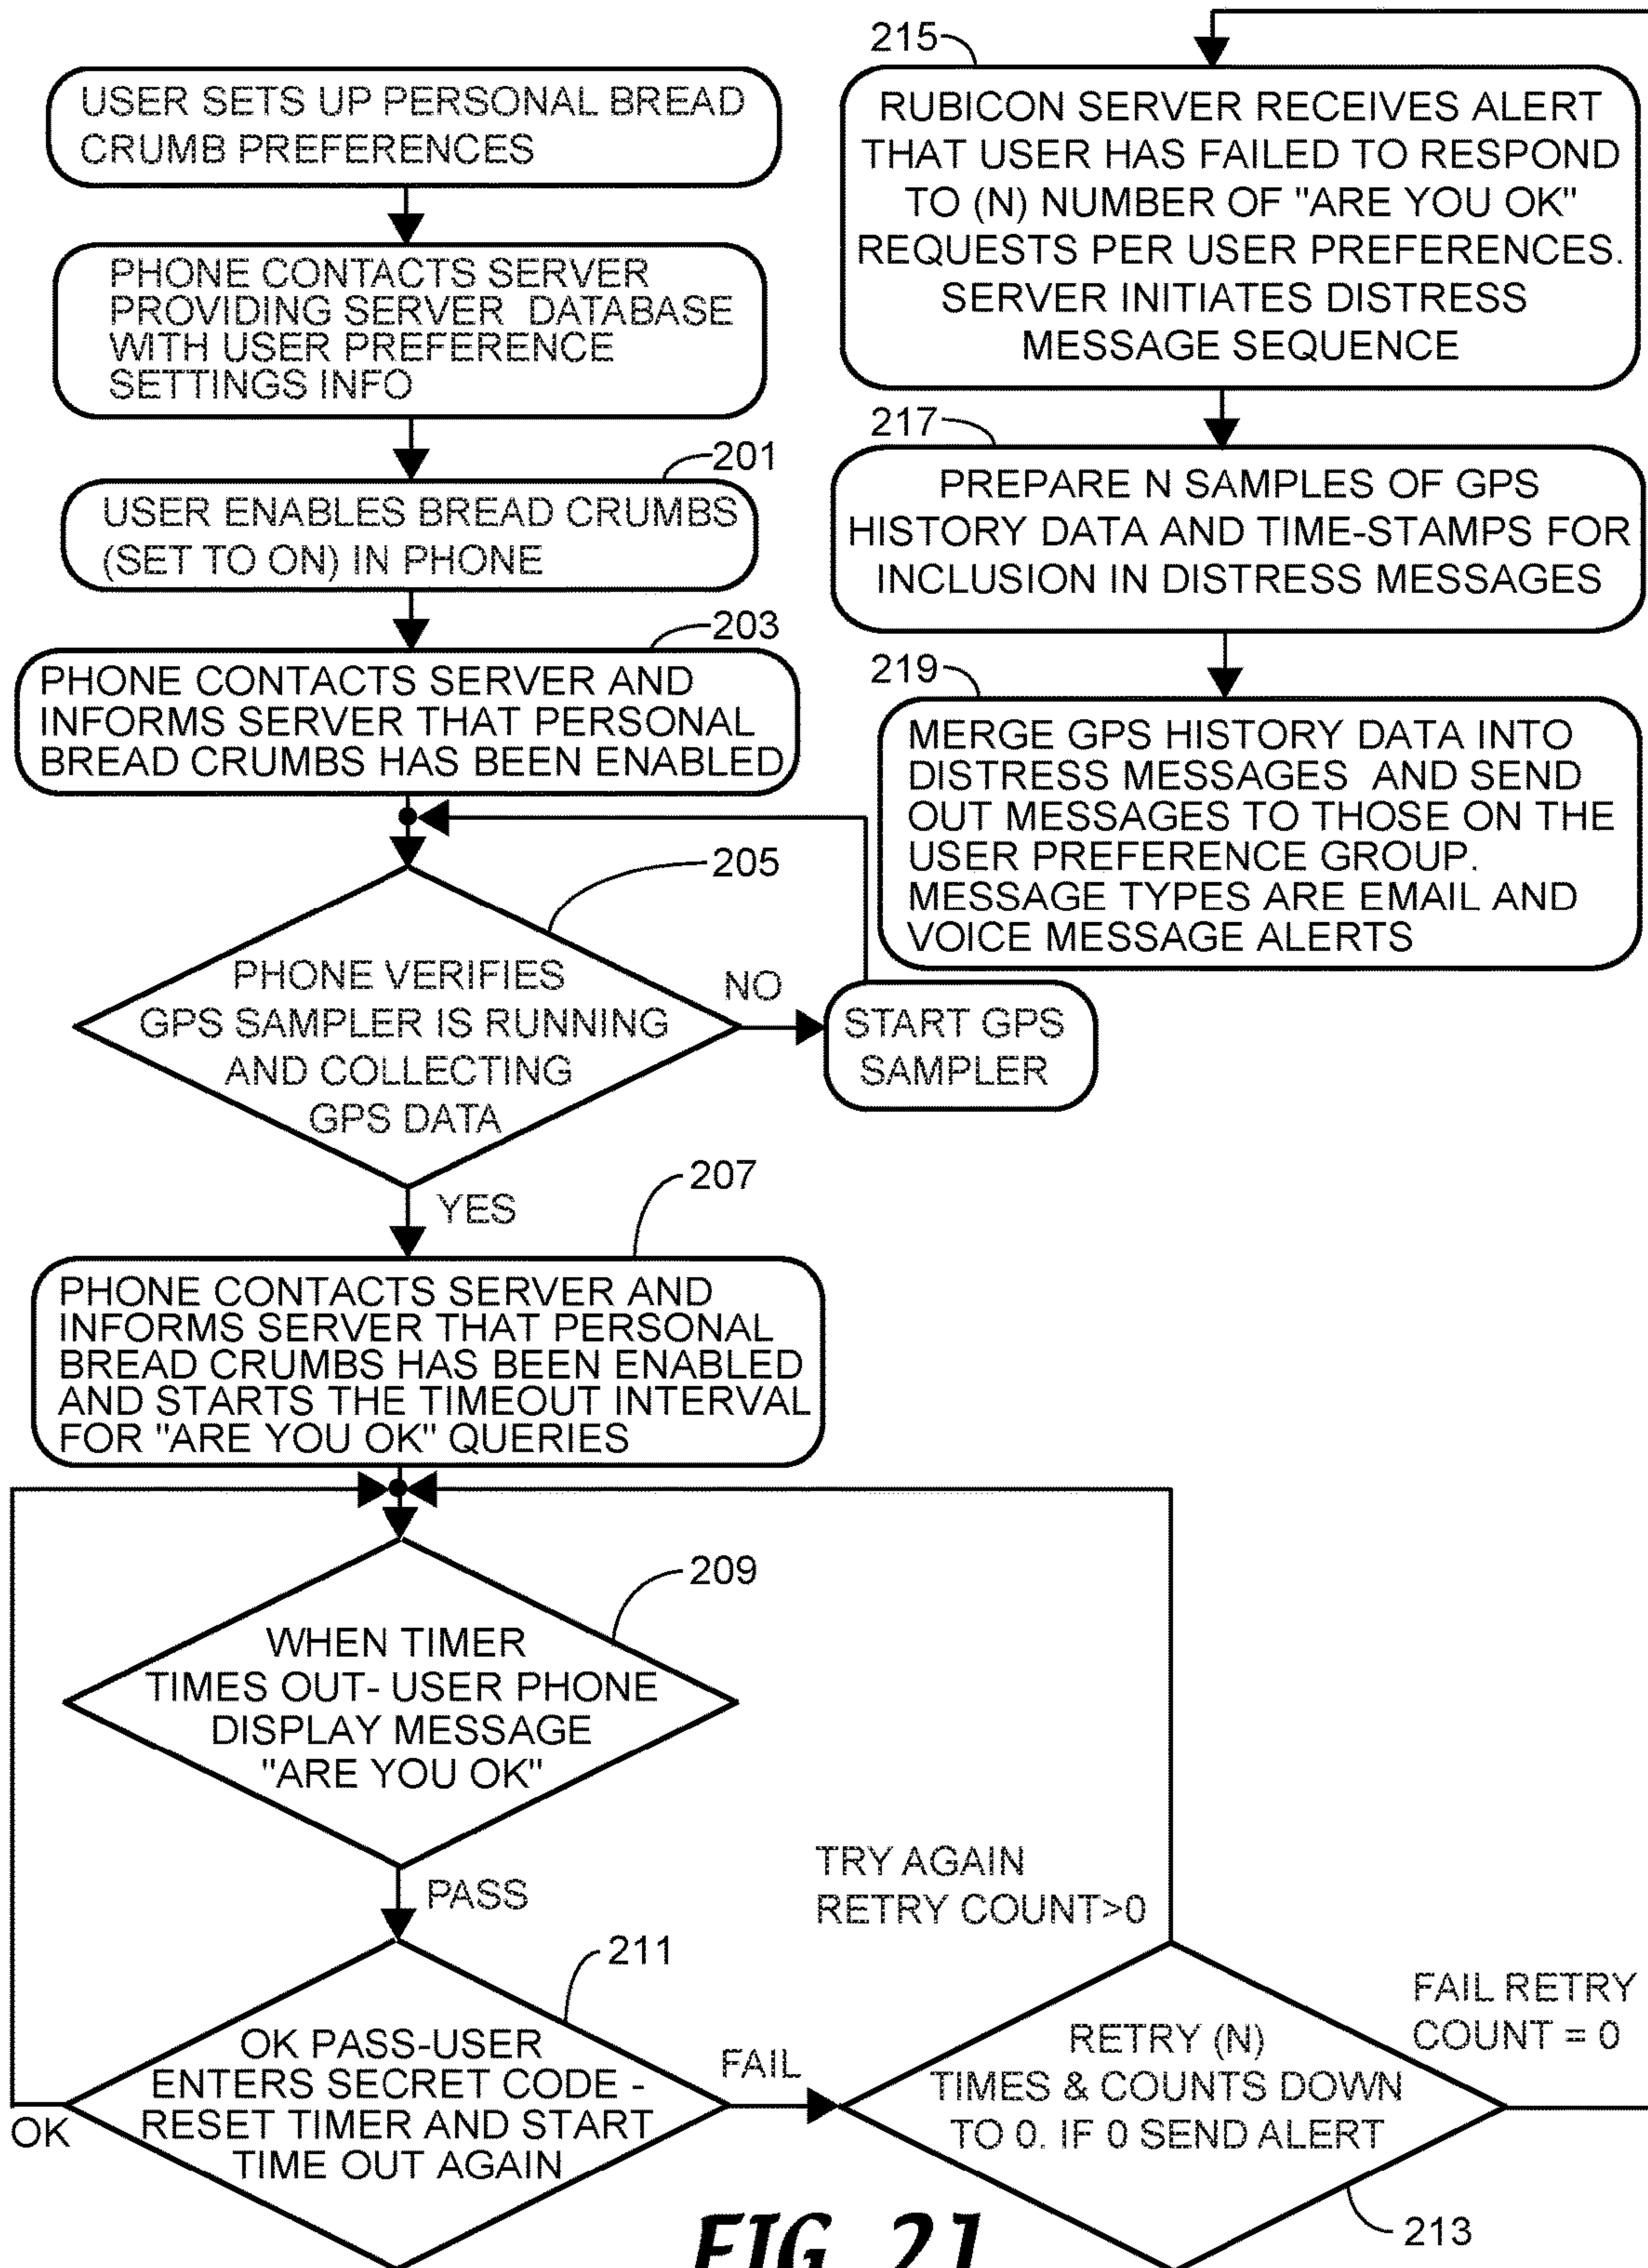 USER SETS UP PERSONAL BREAD
CRUMB PREFERENCES
PHONE CONTACTS SERVER
PROVIDING SERVER DATABASE
WITH USER PREFERENCE
SETTINGS INFO
201
USER ENABLES BREAD CRUMBS
(SET TO ON) IN PHONE
203
PHONE CONTACTS SERVER AND
INFORMS SERVER THAT PERSONAL
BREAD CRUMBS HAS BEEN ENABLED
205
PHONE VERIFIES
GPS SAMPLER IS RUNNING
AND COLLECTING
GPS DATA
NO
START GPS
SAMPLER
YES
207
PHONE CONTACTS SERVER AND
INFORMS SERVER THAT PERSONAL
BREAD CRUMBS HAS BEEN ENABLED
AND STARTS THE TIMEOUT INTERVAL
FOR "ARE YOU OK" QUERIES
209
WHEN TIMER
TIMES OUT- USER PHONE
DISPLAY MESSAGE
"ARE YOU OK"
PASS
211
OK PASS-USER
ENTERS SECRET CODE -
RESET TIMER AND START
TIME OUT AGAIN
OK
FAIL
TRY AGAIN
RETRY COUNT>0
RETRY (N)
TIMES & COUNTS DOWN
TO 0. IF 0 SEND ALERT
213
FAIL RETRY
COUNT = 0
215
RUBICON SERVER RECEIVES ALERT
THAT USER HAS FAILED TO RESPOND
TO (N) NUMBER OF "ARE YOU OK"
REQUESTS PER USER PREFERENCES.
SERVER INITIATES DISTRESS
MESSAGE SEQUENCE
217
PREPARE N SAMPLES OF GPS
HISTORY DATA AND TIME-STAMPS FOR
INCLUSION IN DISTRESS MESSAGES
219
MERGE GPS HISTORY DATA INTO
DISTRESS MESSAGES AND SEND
OUT MESSAGES TO THOSE ON THE
USER PREFERENCE GROUP.
MESSAGE TYPES ARE EMAIL AND
VOICE MESSAGE ALERTS
FIG. 21